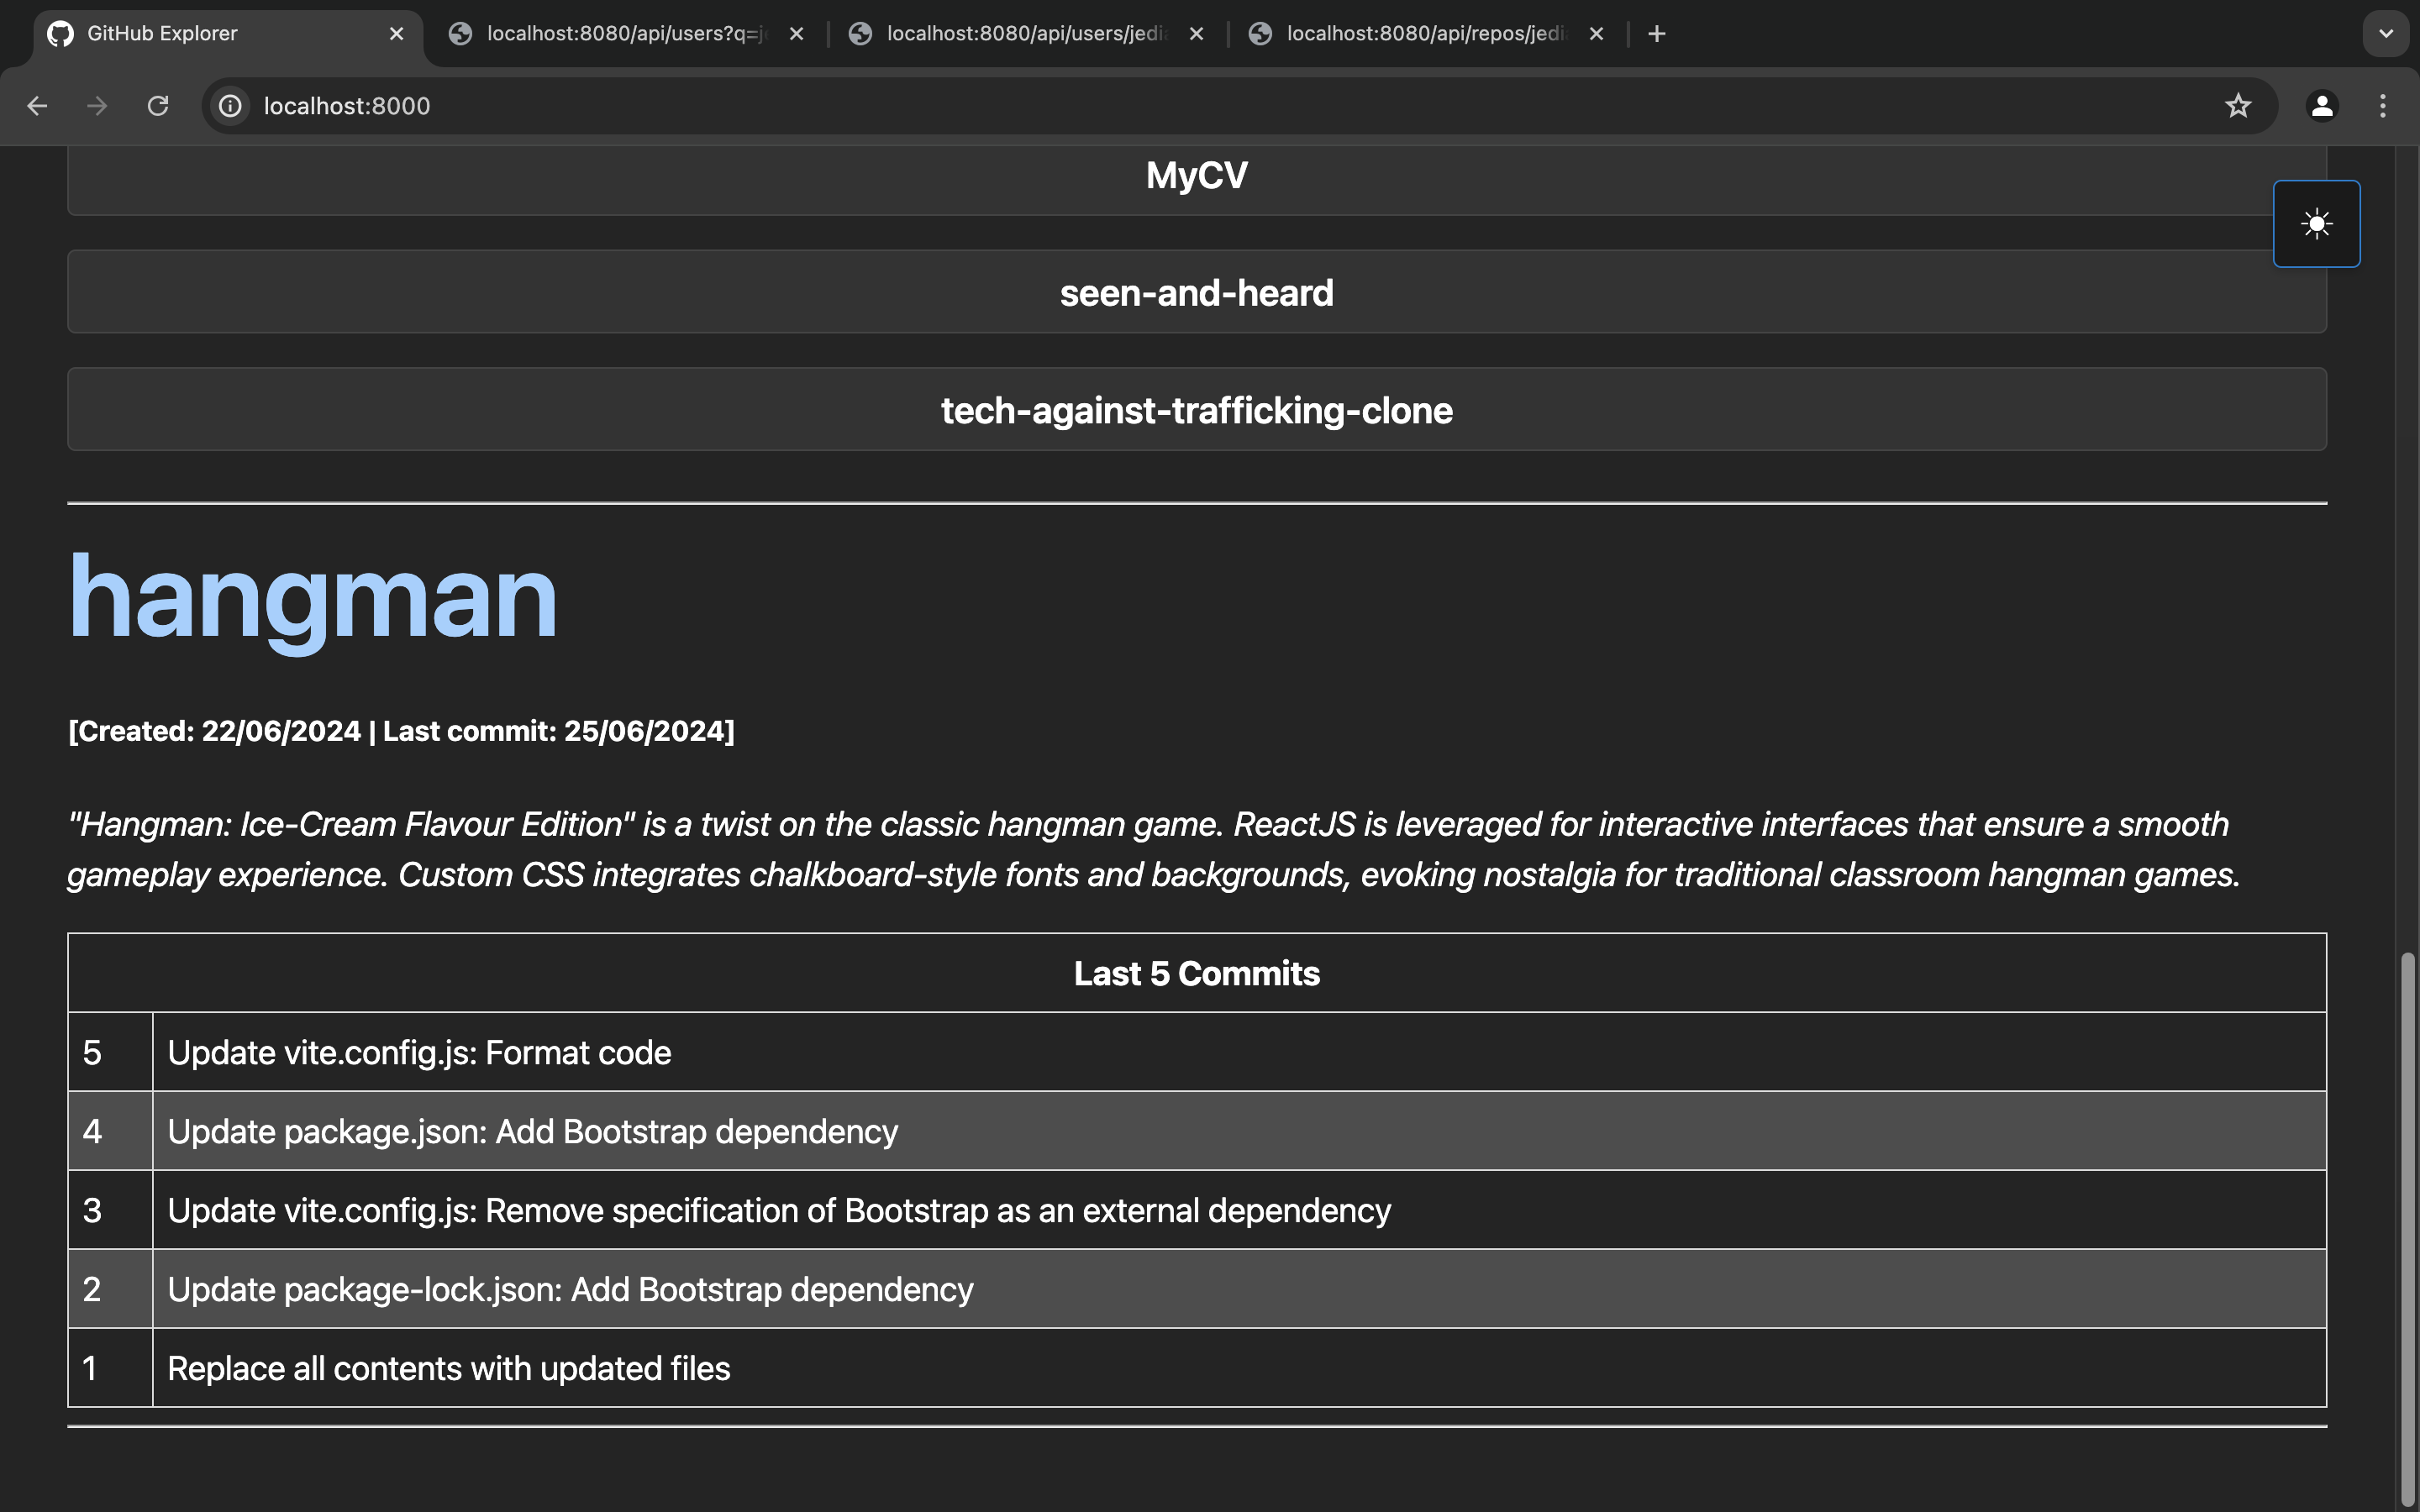 GitHub Explorer
localhost:8080/api/users?q=j
localhost:8080/api/users/jedi
localhost:8080/api/repos/jedi
localhost:8000
MyCV
seen-and-heard
tech-against-trafficking-clone
hangman
[Created: 22/06/2024 | Last commit: 25/06/2024]
"Hangman: Ice-Cream Flavour Edition" is a twist on the classic hangman game. ReactJS is leveraged for interactive interfaces that ensure a smooth
gameplay experience. Custom CSS integrates chalkboard-style fonts and backgrounds, evoking nostalgia for traditional classroom hangman games.
Last 5 Commits
5 Update vite.config.js: Format code
4 Update package.json: Add Bootstrap dependency
3 Update vite.config.js: Remove specification of Bootstrap as an external dependency
2 Update package-lock.json: Add Bootstrap dependency
1 Replace all contents with updated files